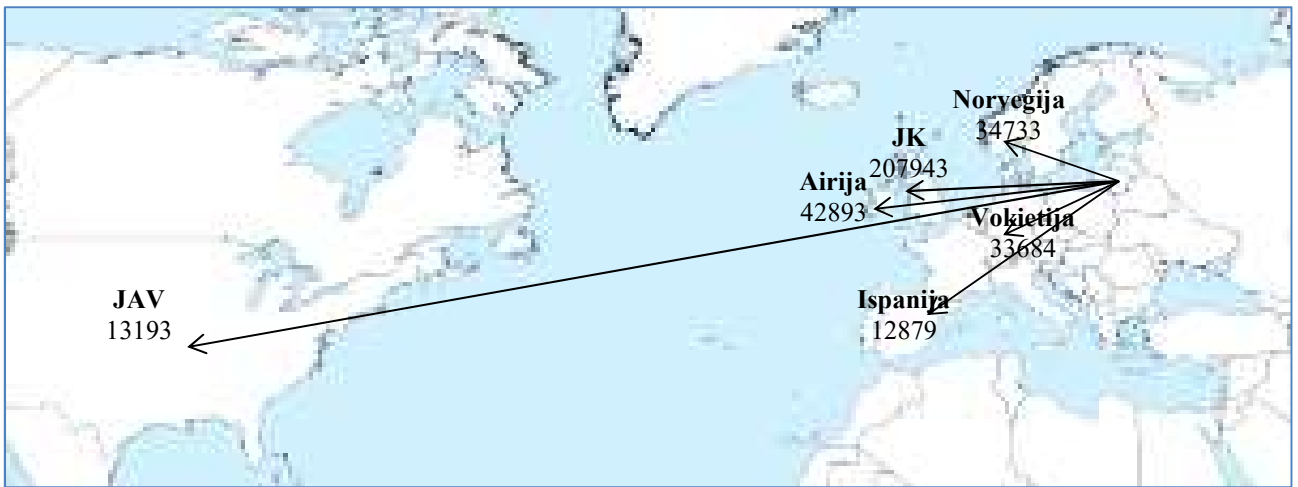 Norvegija
34733
JK
207943
Airija
42893
Vokietija
33684
JAV
13193
Ispanija
12879